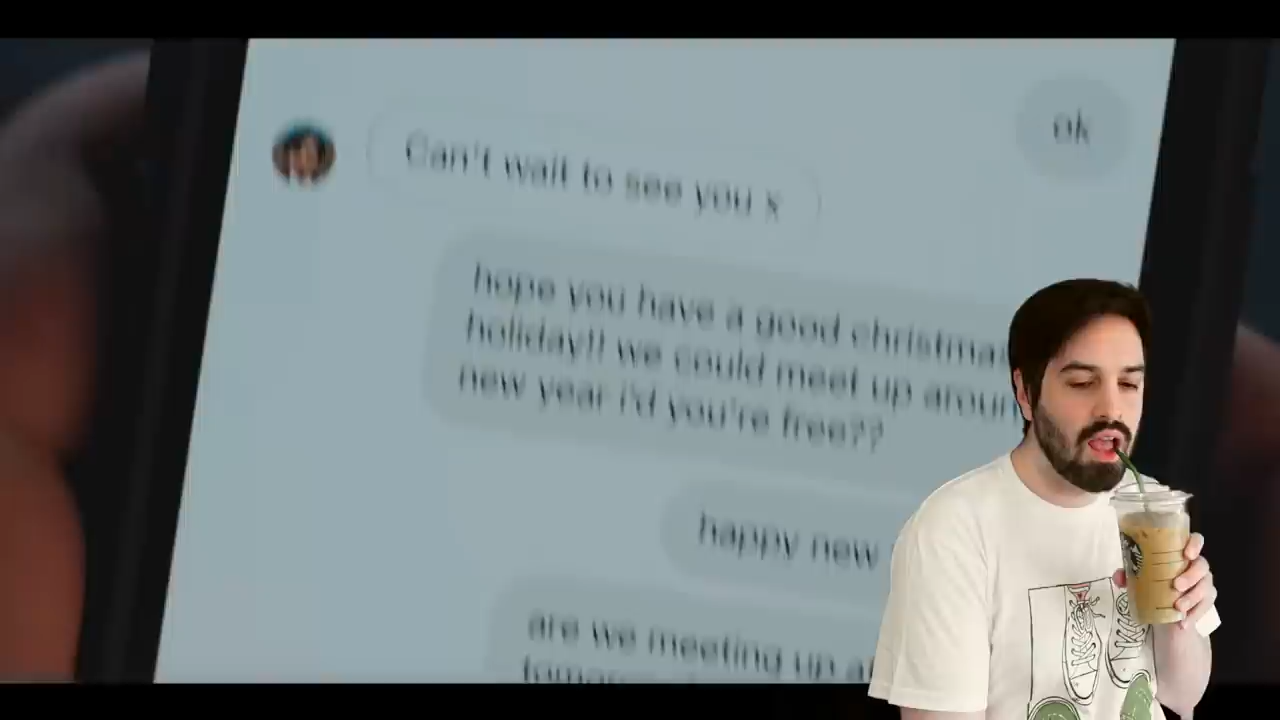 ok
Can't wait to see you x
hope you have a good christmas
holiday!! we could meet up aroun
new year i'd you're free??
happy new
are we meeting up a